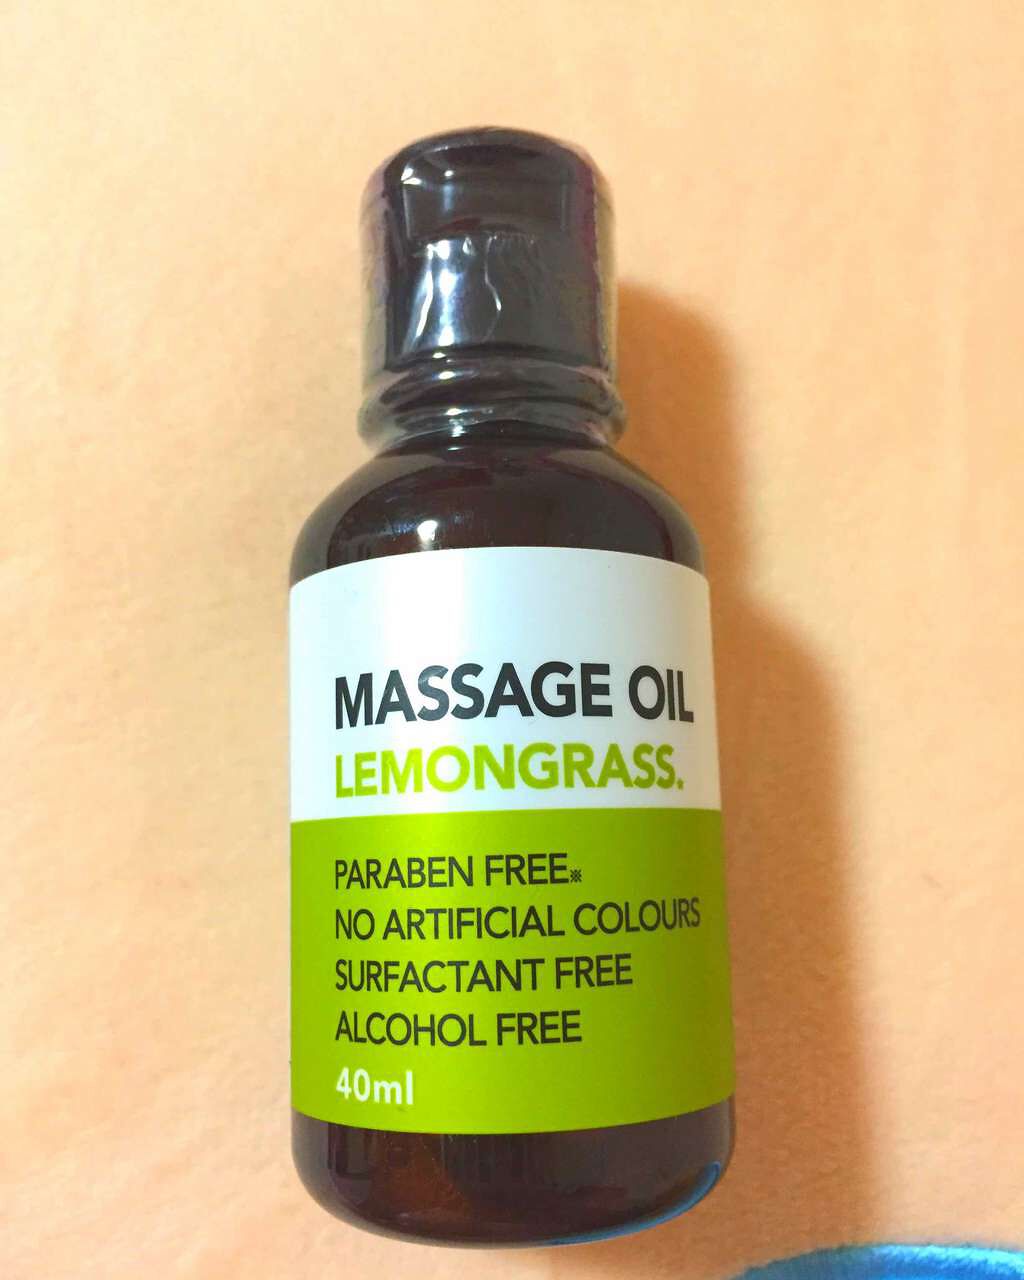 MASSAGE OIL
LEMONGRASS.
PARABEN FREE※
NO ARTIFICIAL COLOURS
SURFACTANT FREE
ALCOHOL FREE
40ml